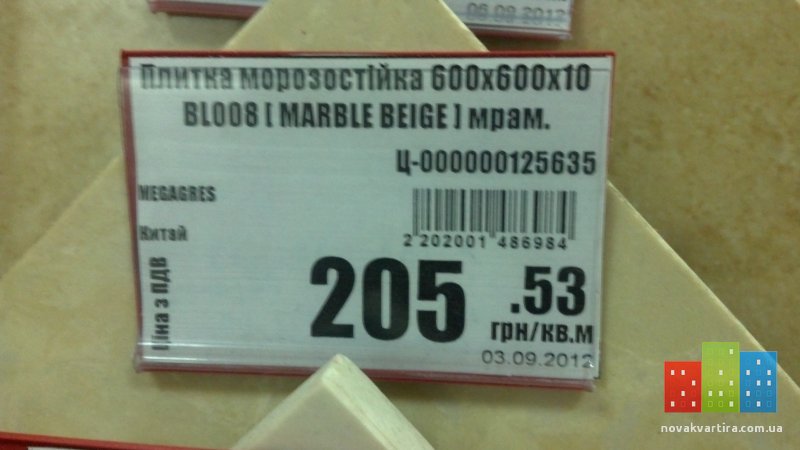 06.09.2012
Плитка морозостійка 600х600х10
BL008 [ MARBLE BEIGE ] мрам.
Ц-000000125635
MEGAGRES
2 202001 486984
Китай
Ціна з ПДВ
205 .53
грн/кв.м
03.09.2012
novakvartira.com.ua